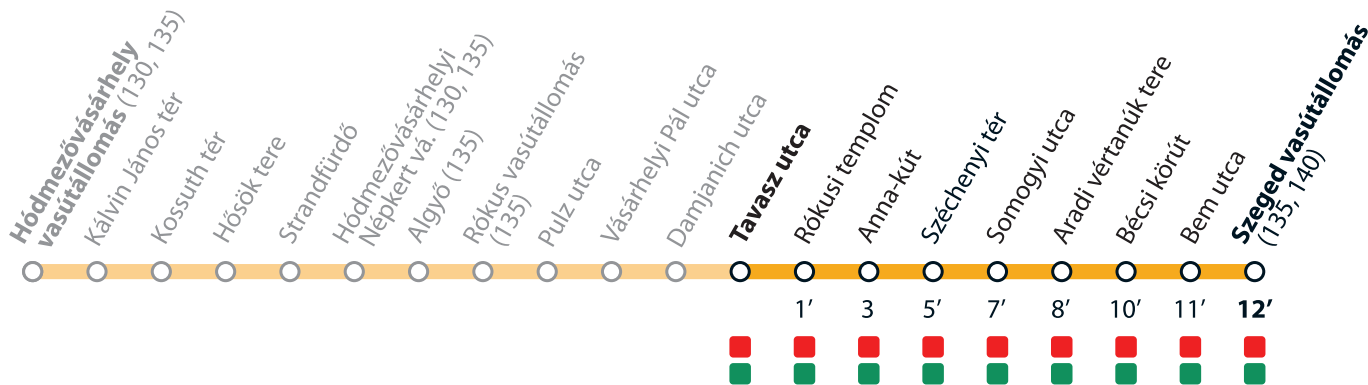 Hódmezővásárhely
vasútállomás (130, 135)
Kálvin János tér
Kossuth tér
Hősök tere
Strandfürdő
Hódmezővásárhelyi
Népkert vá. (130, 135)
Algyő (135)
Rókus vasútállomás
(135)
Pulz utca
Vásárhelyi Pál utca
Damjanich utca
Tavasz utca
Rókusi templom
Anna-kút
Széchenyi tér
Somogyi utca
Aradi vértanúk tere
Bécsi körút
Bem utca
Szeged vasútállomás
(135, 140)
1’ 3 5’ 7’ 8’ 10’ 11’ 12’